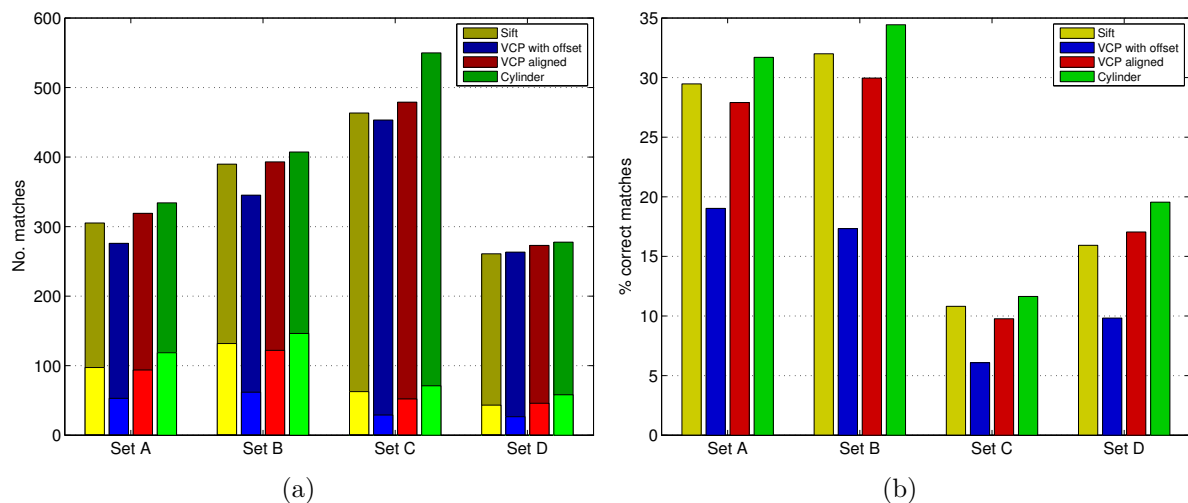 600
500
400
300
200
100
0
No. matches
Sift
VCP with offset
VCP aligned
Cylinder
Set A
Set B
Set C
Set D
(a)
35
30
25
20
15
10
5
0
% correct matches
Sift
VCP with offset
VCP aligned
Cylinder
Set A
Set B
Set C
Set D
(b)